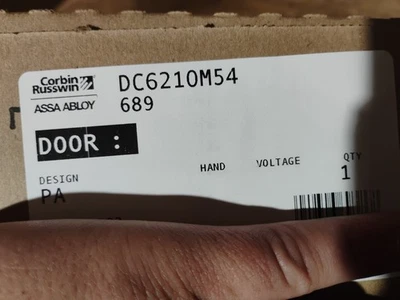 Corbin
Russwin
ASSA ABLOY
DC6210M54
689
DOOR :
HAND VOLTAGE QTY
1
DESIGN
PA